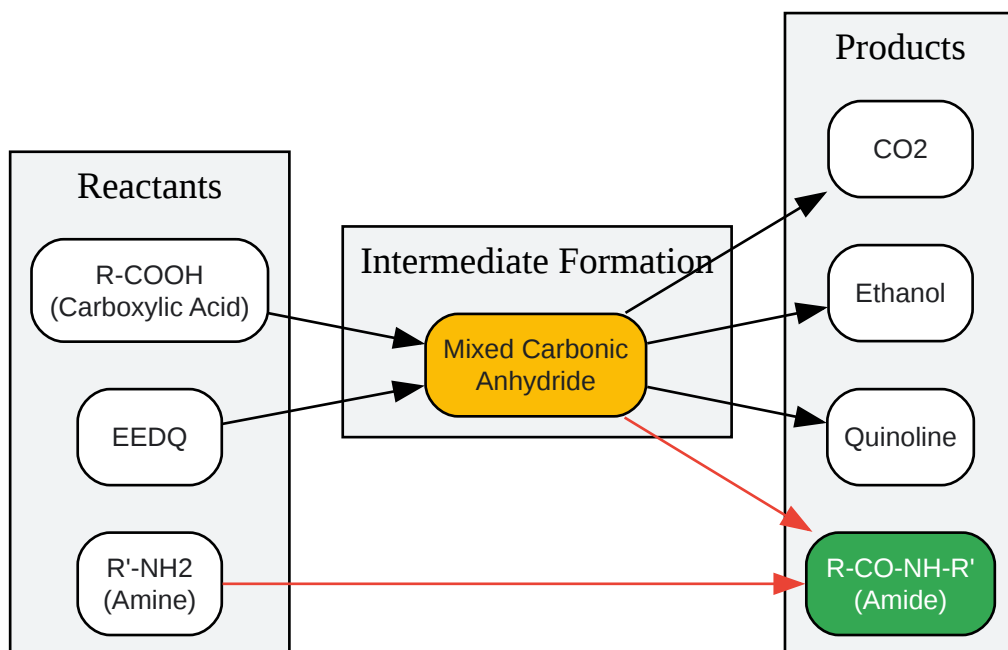 Reactants
R-COOH
(Carboxylic Acid)
EEDQ
R'-NH2
(Amine)
Intermediate Formation
Mixed Carbonic
Anhydride
Products
CO2
Ethanol
Quinoline
R-CO-NH-R'
(Amide)